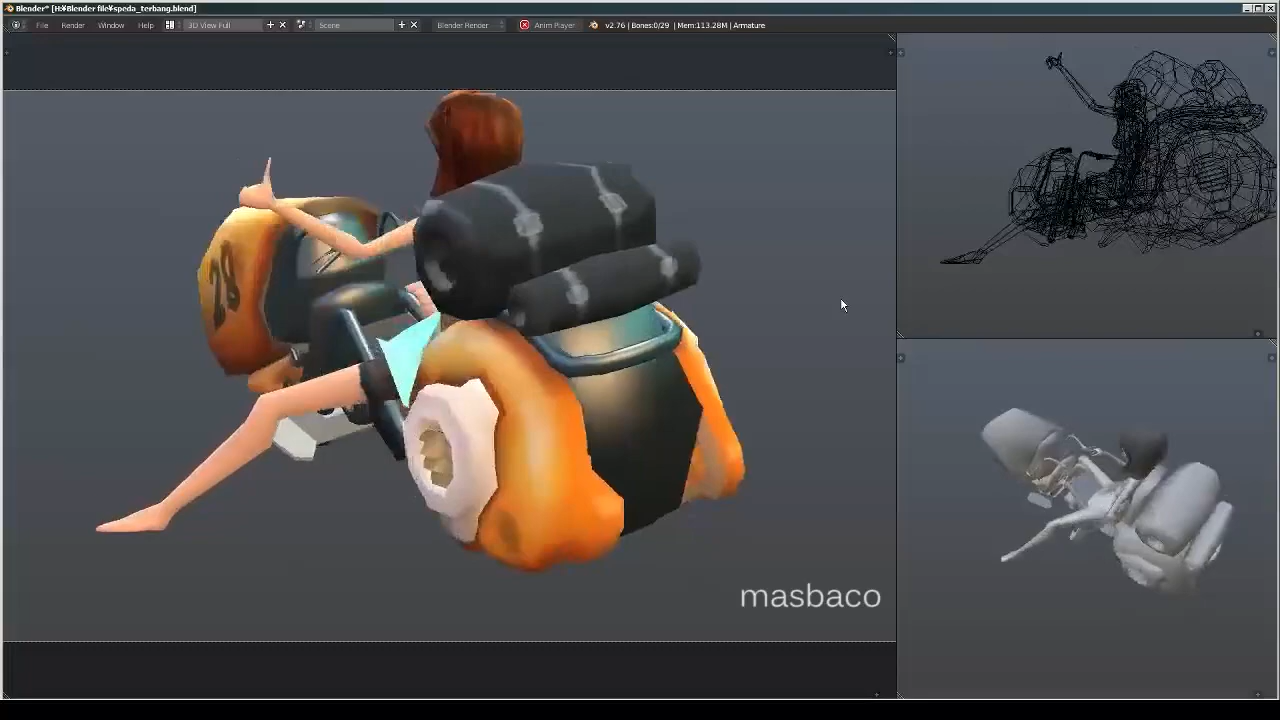 Blender* [H:¥Blender file¥speda_terbang.blend]
File Render Window Help 3D View Full Scene Blender Render Anim Player v2.76 | Bones:0/29 | Mem:113.28M | Armature
28
masbaco